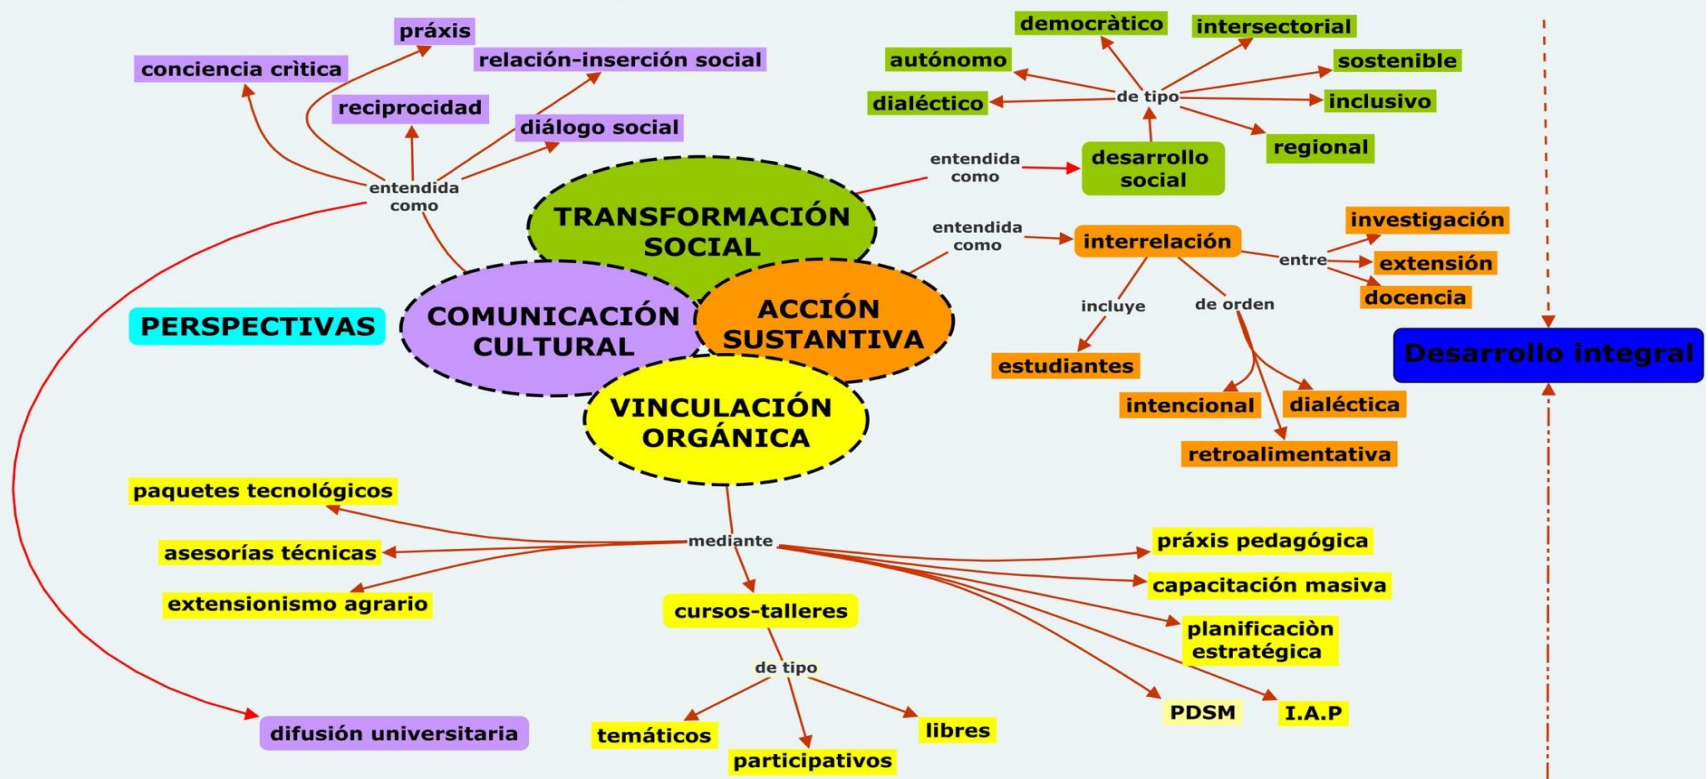 práxis
conciencia crìtica
relación-inserción social
reciprocidad
diálogo social
entendida
como
democràtico
intersectorial
autónomo
sostenible
dialéctico
de tipo
inclusivo
regional
entendida
como
desarrollo
social
TRANSFORMACIÓN
SOCIAL
entendida
como
interrelación
investigación
entre
extensión
docencia
incluye
de orden
estudiantes
intencional
dialéctica
retroalimentativa
PERSPECTIVAS
COMUNICACIÓN
CULTURAL
ACCIÓN
SUSTANTIVA
Desarrollo integral
VINCULACIÓN
ORGÁNICA
paquetes tecnológicos
mediante
asesorías técnicas
extensionismo agrario
práxis pedagógica
capacitación masiva
cursos-talleres
planificaciòn
estratégica
de tipo
PDSM
I.A.P
temáticos
participativos
libres
difusión universitaria